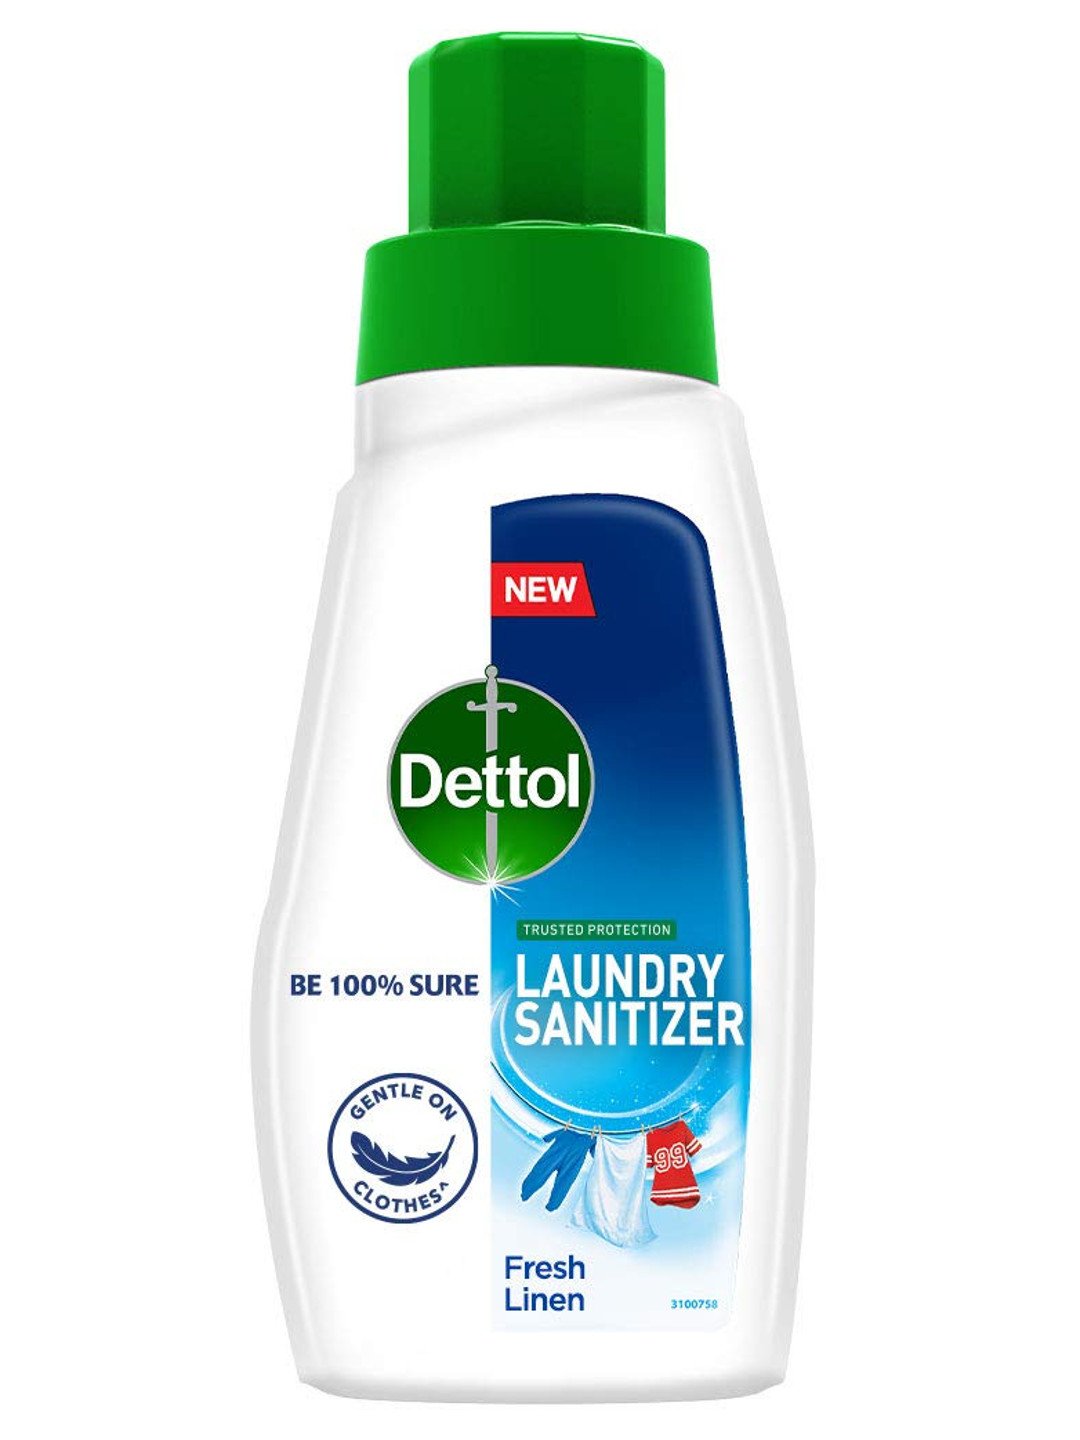 NEW
Dettol
TRUSTED PROTECTION
LAUNDRY
SANITIZER
BE 100% SURE
GENTLE ON
CLOTHES^
99
Fresh
Linen
3100758